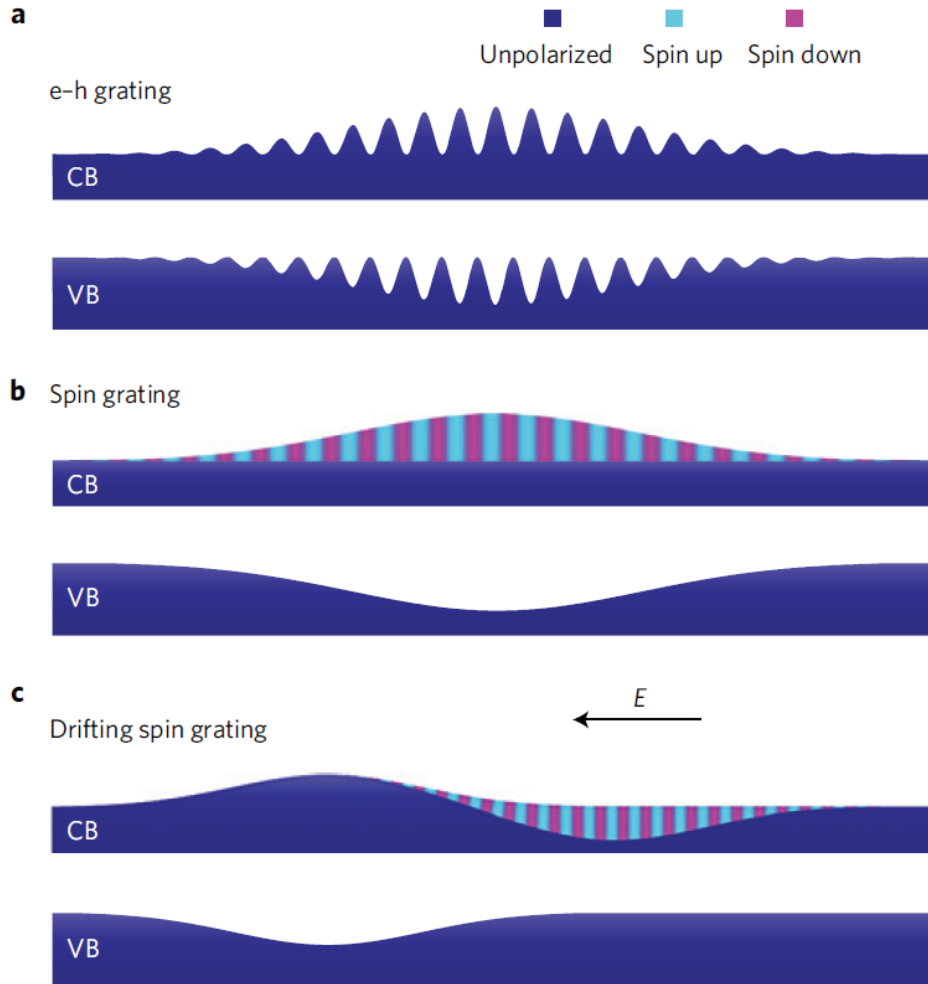 a
Unpolarized Spin up Spin down
e–h grating
CB
VB
b Spin grating
CB
VB
c
E
Drifting spin grating
CB
VB